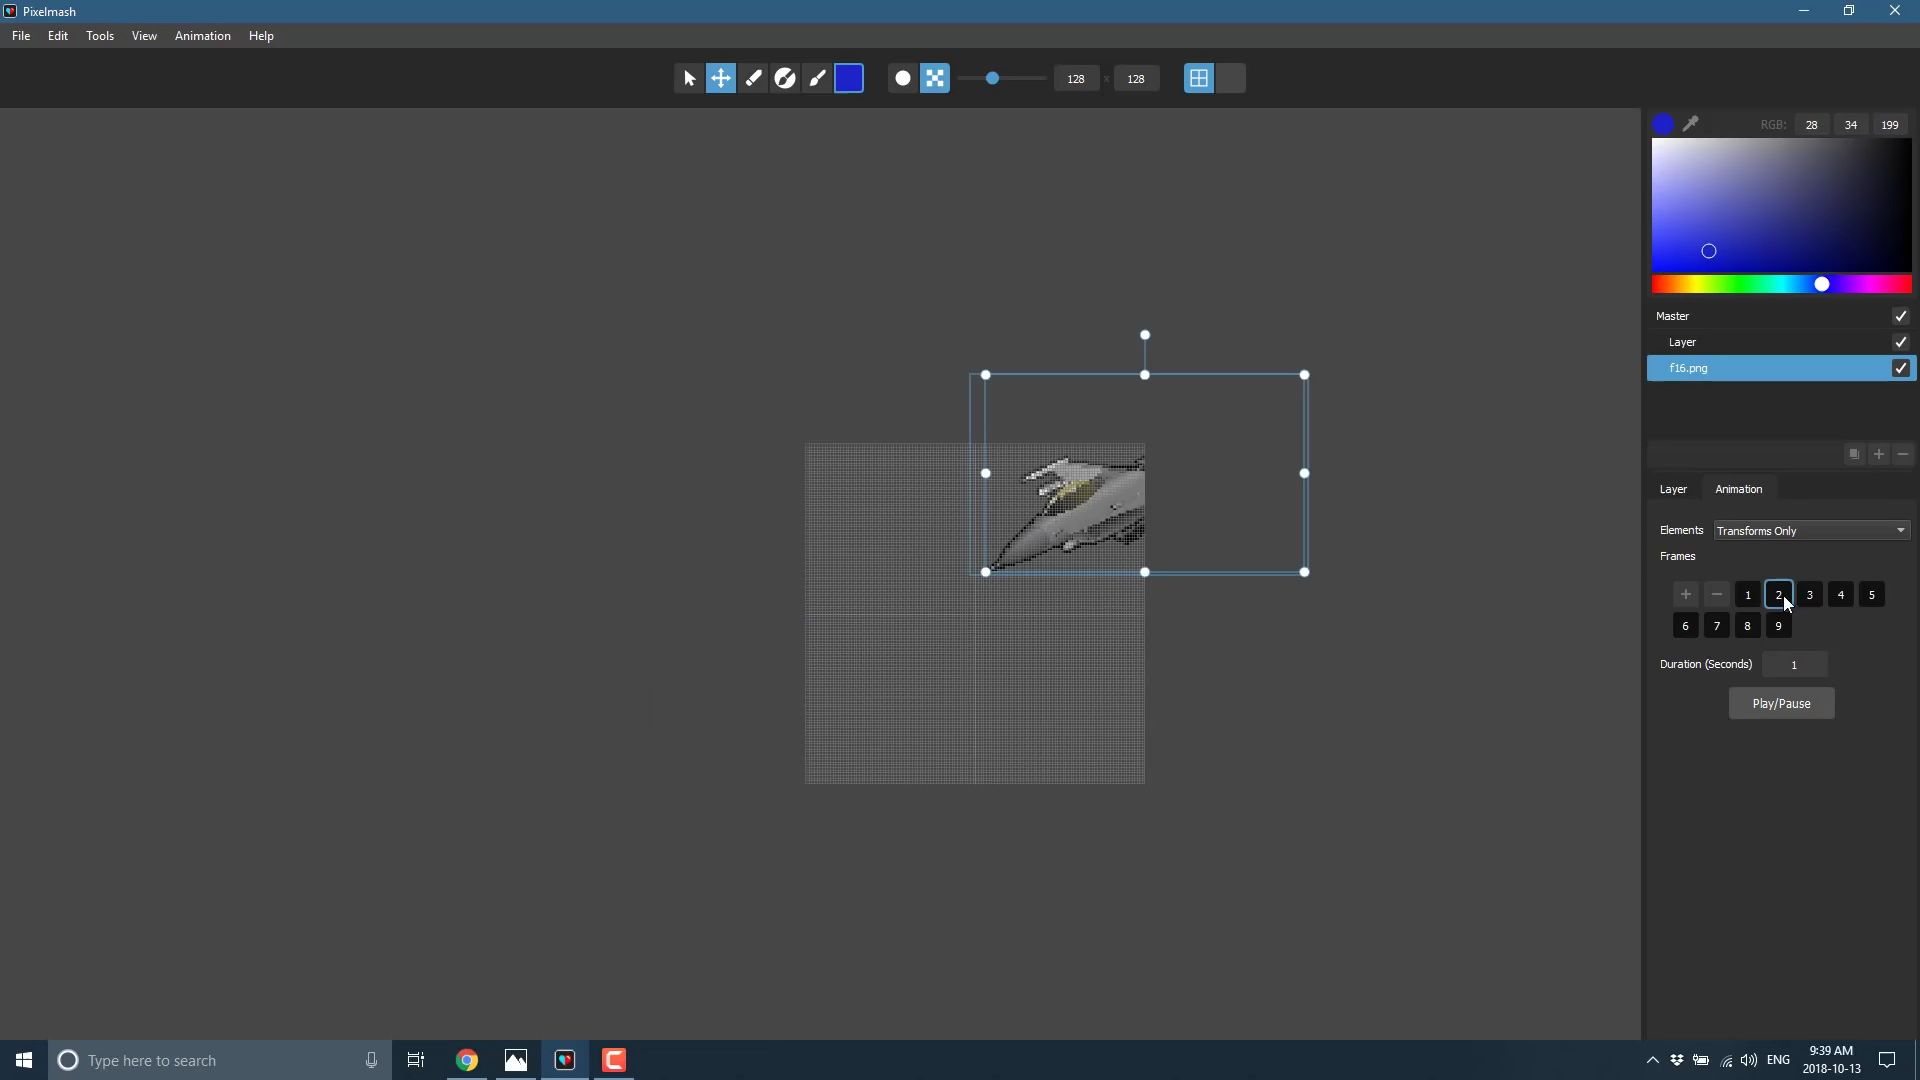 Pixelmash
File Edit Tools View Animation Help
128 x 128
RGB: 28 34 199
Master
Layer
f16.png
Layer Animation
Elements Transforms Only
Frames
+ − 1 2 3 4 5
6 7 8 9
Duration (Seconds) 1
Play/Pause
Type here to search
ENG
9:39 AM
2018-10-13